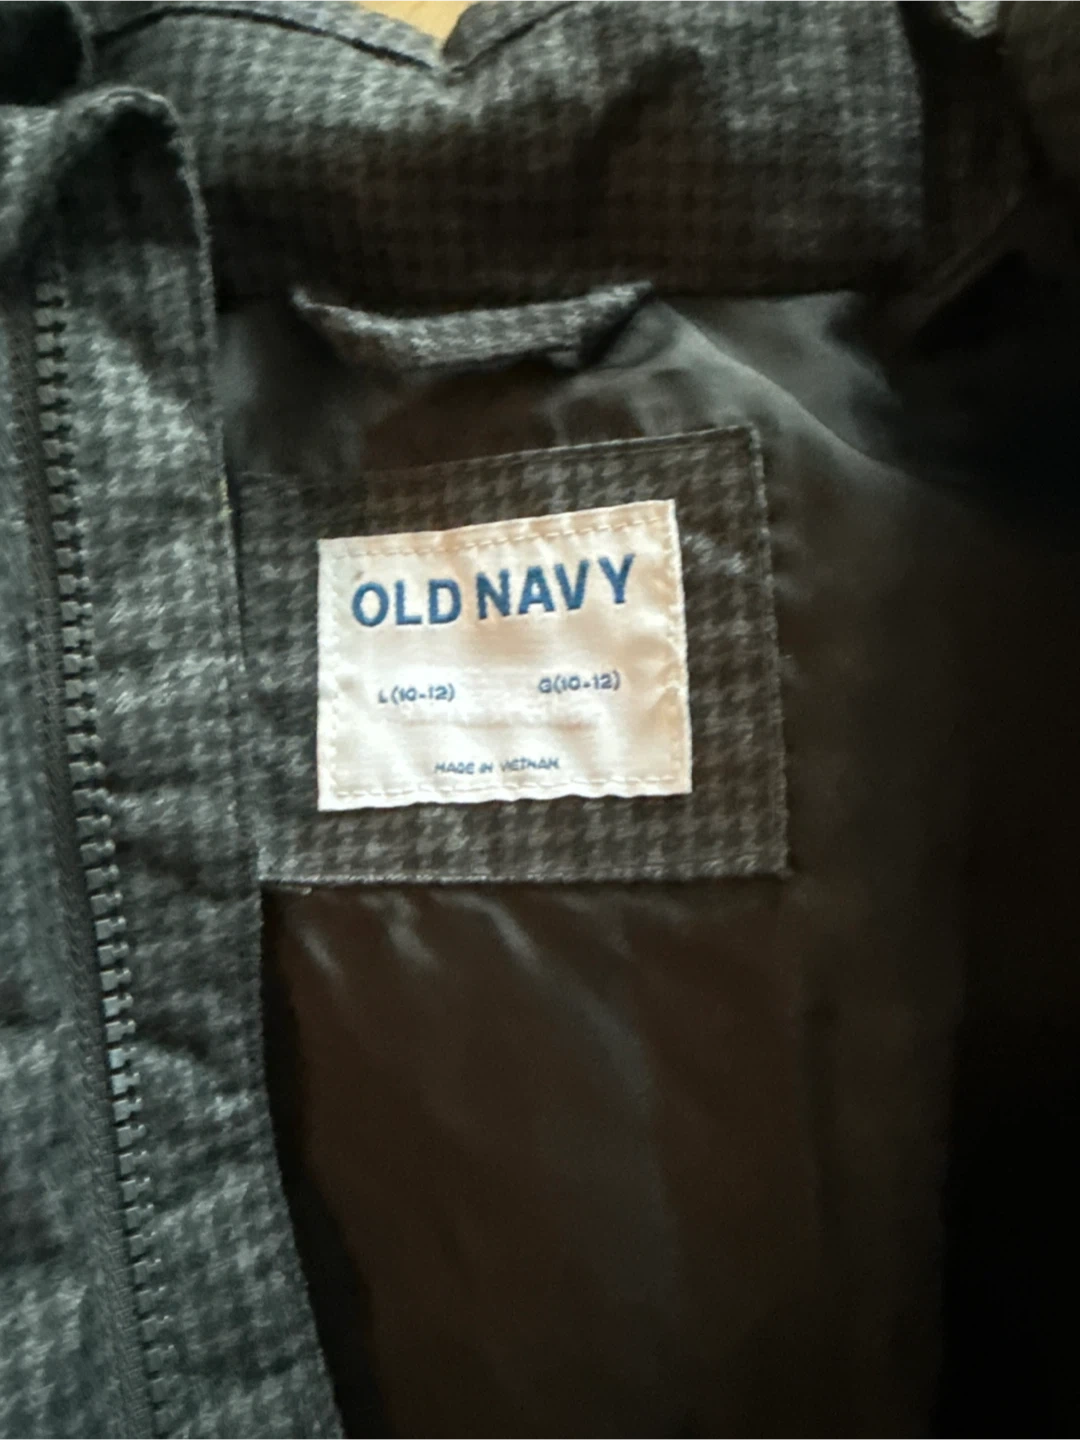 OLD NAVY
L(10-12) G(10-12)
MADE IN VIETNAM